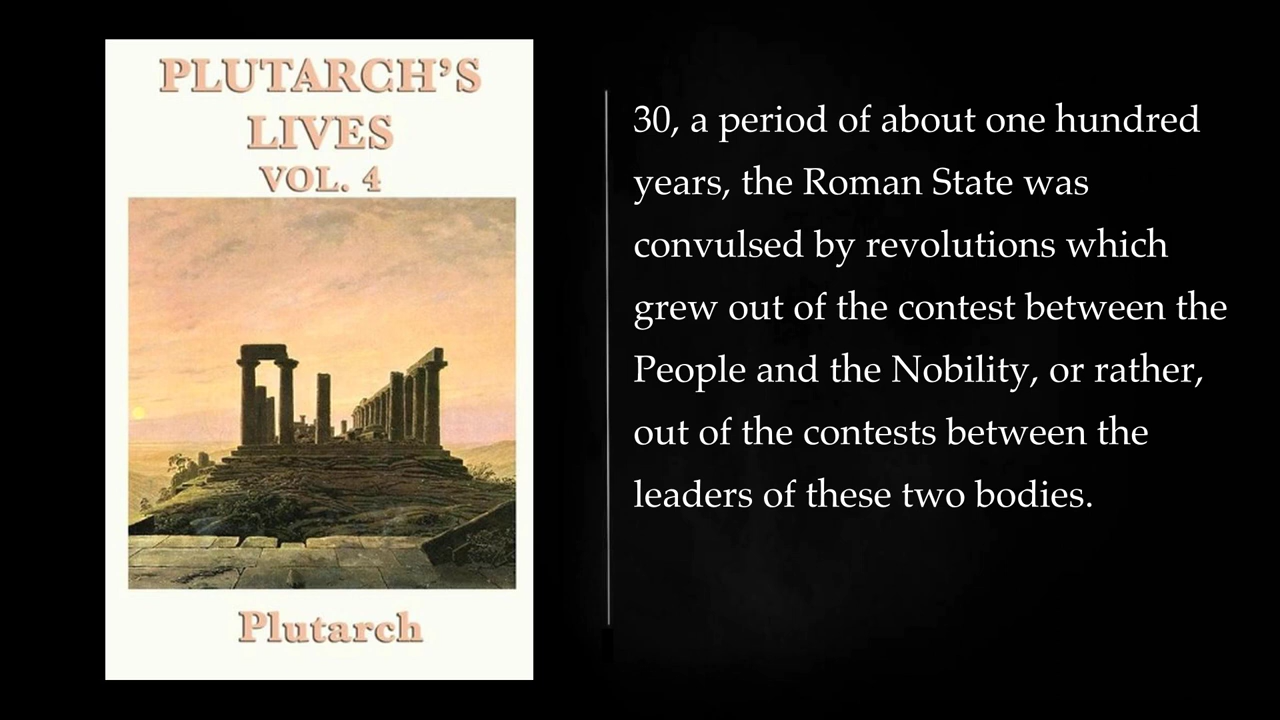 PLUTARCH'S
LIVES
VOL. 4
Plutarch
30, a period of about one hundred
years, the Roman State was
convulsed by revolutions which
grew out of the contest between the
People and the Nobility, or rather,
out of the contests between the
leaders of these two bodies.